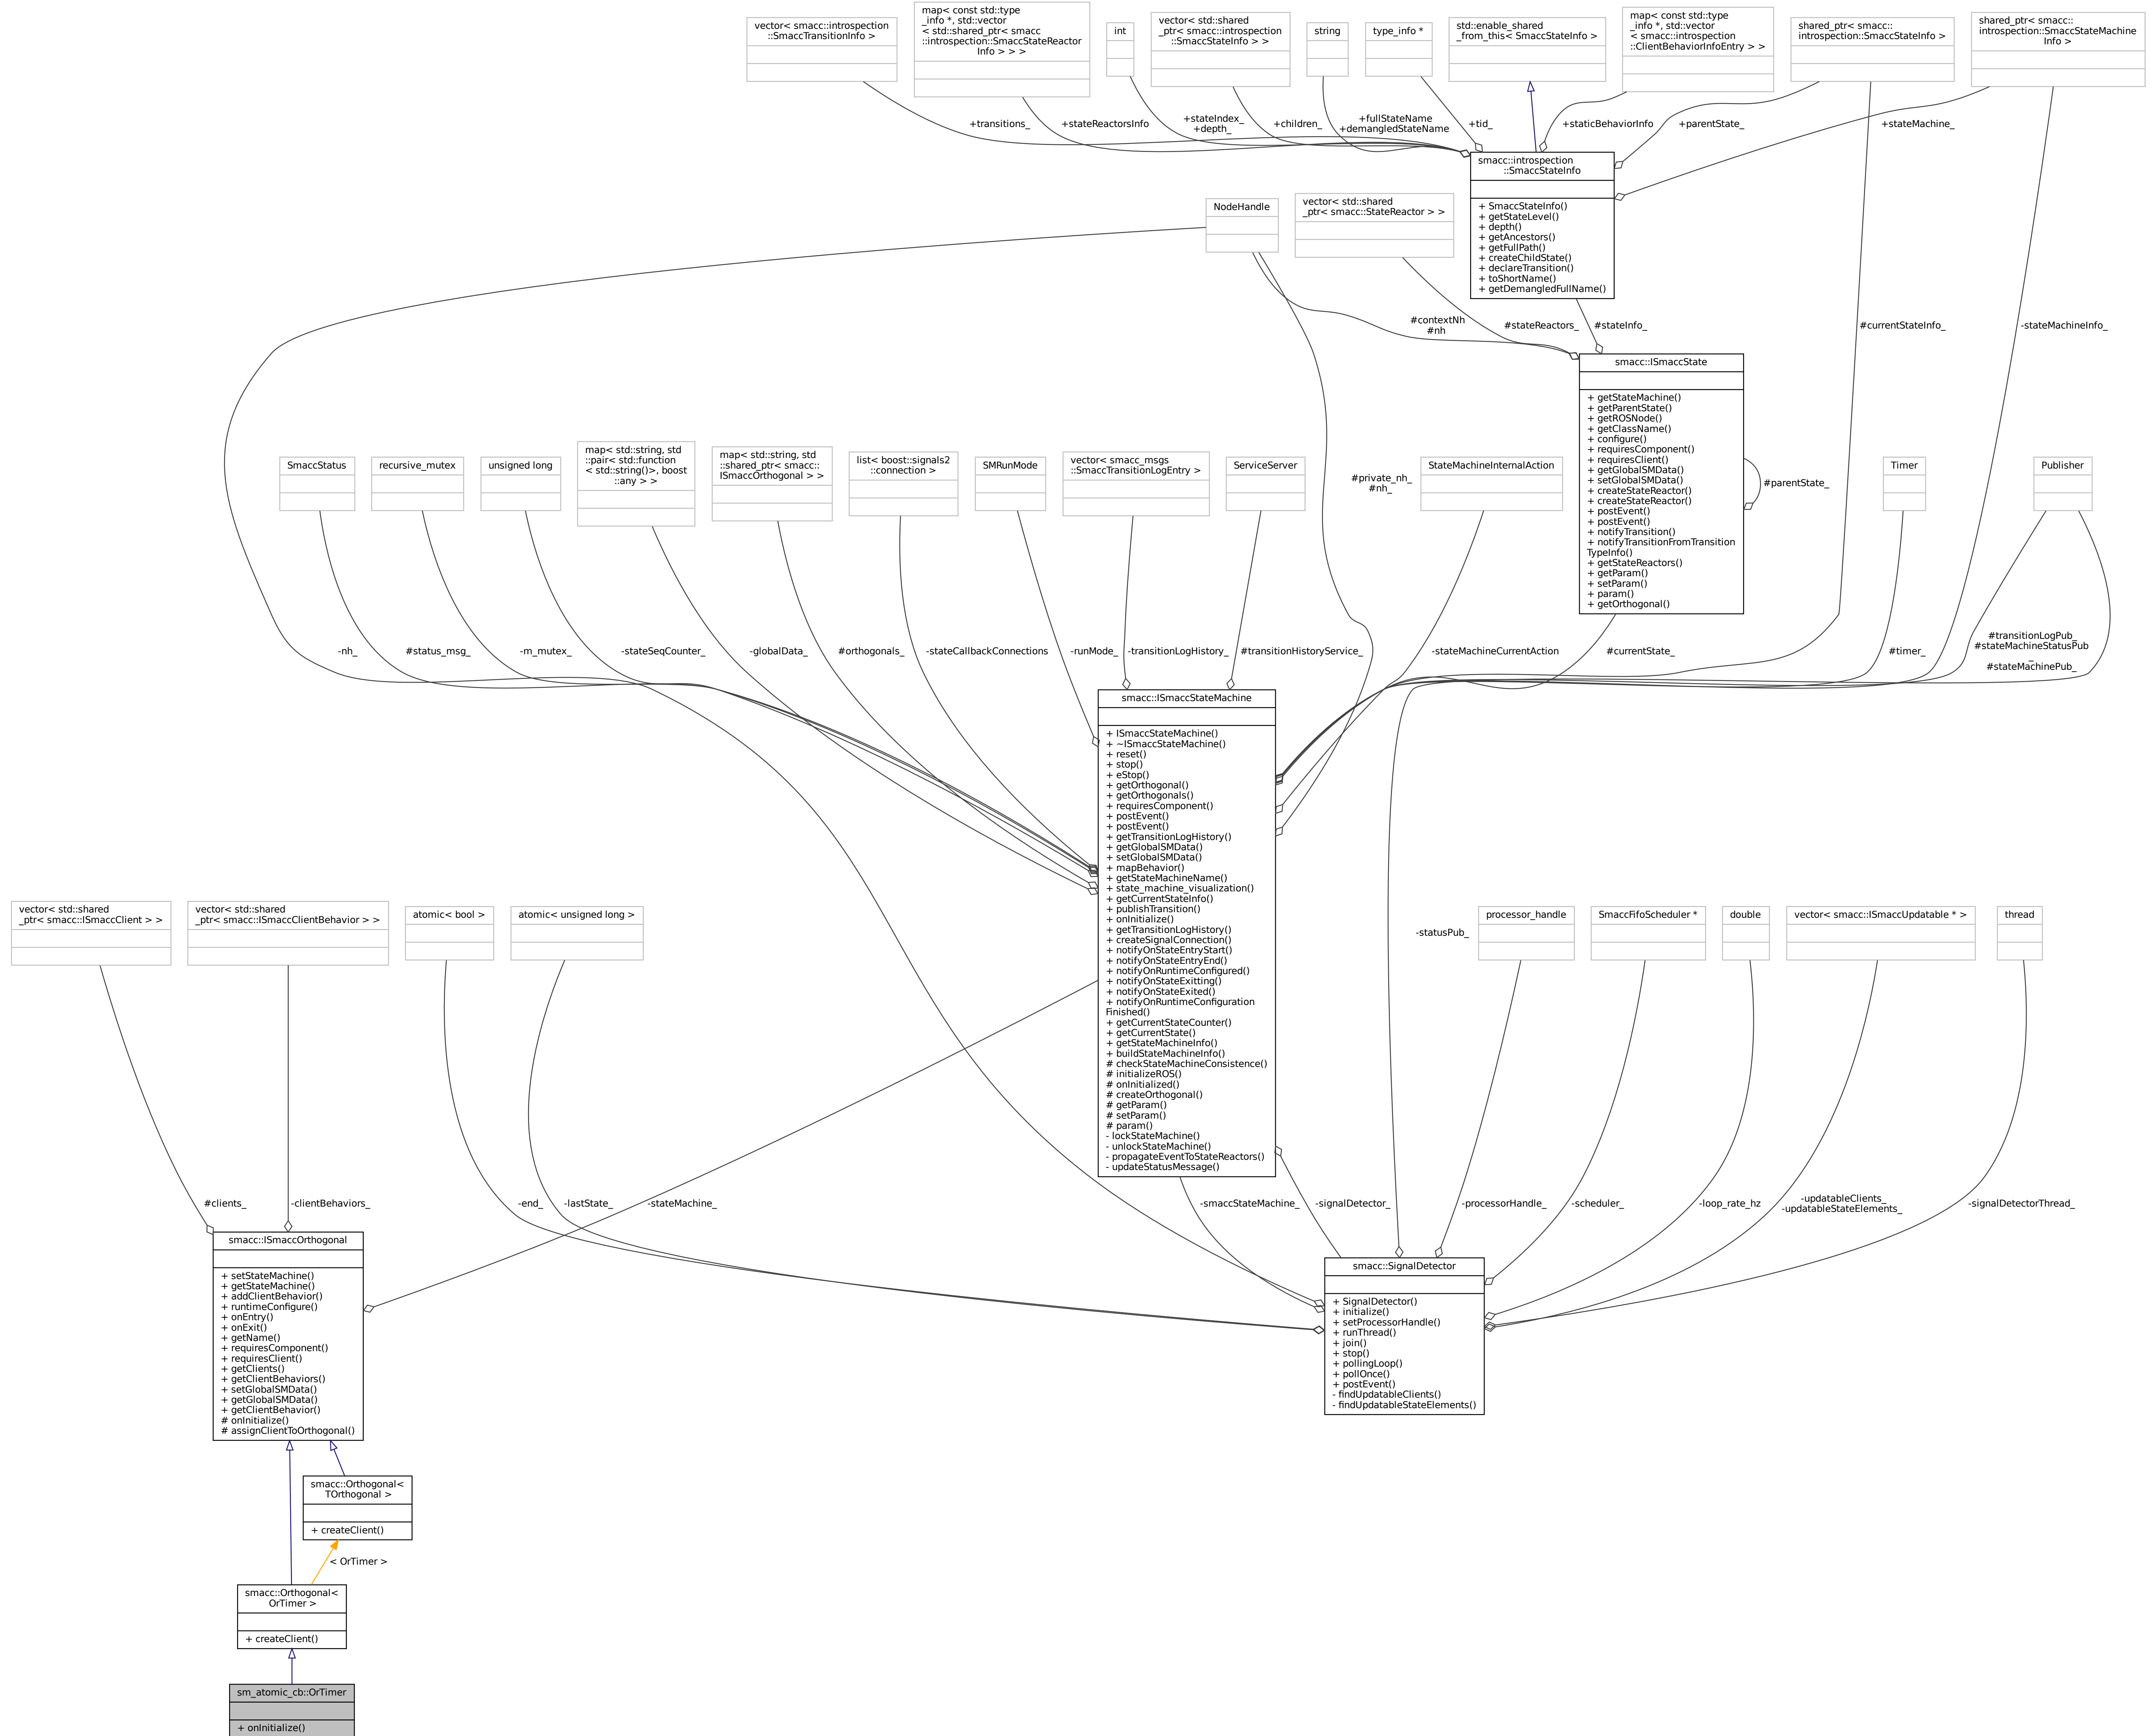 vector< smacc::introspection
::SmaccTransitionInfo >
map< const std::type
_info *, std::vector
< std::shared_ptr< smacc
::introspection::SmaccStateReactor
Info > > >
int
vector< std::shared
_ptr< smacc::introspection
::SmaccStateInfo > >
string
type_info *
std::enable_shared
_from_this< SmaccStateInfo >
map< const std::type
_info *, std::vector
< smacc::introspection
::ClientBehaviorInfoEntry > >
shared_ptr< smacc::
introspection::SmaccStateInfo >
shared_ptr< smacc::
introspection::SmaccStateMachine
Info >
+transitions_
+stateReactorsInfo
+stateIndex_
+depth_
+children_
+fullStateName
+demangledStateName
+tid_
+staticBehaviorInfo
+parentState_
+stateMachine_
smacc::introspection
::SmaccStateInfo
+ SmaccStateInfo()
+ getStateLevel()
+ depth()
+ getAncestors()
+ getFullPath()
+ createChildState()
+ declareTransition()
+ toShortName()
+ getDemangledFullName()
NodeHandle
vector< std::shared
_ptr< smacc::StateReactor > >
#contextNh
#nh
#stateReactors_
#stateInfo_
#currentStateInfo_
-stateMachineInfo_
smacc::ISmaccState
+ getStateMachine()
+ getParentState()
+ getROSNode()
+ getClassName()
+ configure()
+ requiresComponent()
+ requiresClient()
+ getGlobalSMData()
+ setGlobalSMData()
+ createStateReactor()
+ createStateReactor()
+ postEvent()
+ postEvent()
+ notifyTransition()
+ notifyTransitionFromTransition
TypeInfo()
+ getStateReactors()
+ getParam()
+ setParam()
+ param()
+ getOrthogonal()
#parentState_
SmaccStatus
recursive_mutex
unsigned long
map< std::string, std
::pair< std::function
< std::string()>, boost
::any > >
map< std::string, std
::shared_ptr< smacc::
ISmaccOrthogonal > >
list< boost::signals2
::connection >
SMRunMode
vector< smacc_msgs
::SmaccTransitionLogEntry >
ServiceServer
#private_nh_
#nh_
StateMachineInternalAction
Timer
Publisher
-nh_
#status_msg_
-m_mutex_
-stateSeqCounter_
-globalData_
#orthogonals_
-stateCallbackConnections
-runMode_
-transitionLogHistory_
#transitionHistoryService_
-stateMachineCurrentAction
#currentState_
#timer_
#transitionLogPub_
#stateMachineStatusPub
_
#stateMachinePub_
smacc::ISmaccStateMachine
+ ISmaccStateMachine()
+ ~ISmaccStateMachine()
+ reset()
+ stop()
+ eStop()
+ getOrthogonal()
+ getOrthogonals()
+ requiresComponent()
+ postEvent()
+ postEvent()
+ getTransitionLogHistory()
+ getGlobalSMData()
+ setGlobalSMData()
+ mapBehavior()
+ getStateMachineName()
+ state_machine_visualization()
+ getCurrentStateInfo()
+ publishTransition()
+ onInitialize()
+ getTransitionLogHistory()
+ createSignalConnection()
+ notifyOnStateEntryStart()
+ notifyOnStateEntryEnd()
+ notifyOnRuntimeConfigured()
+ notifyOnStateExitting()
+ notifyOnStateExited()
+ notifyOnRuntimeConfiguration
Finished()
+ getCurrentStateCounter()
+ getCurrentState()
+ getStateMachineInfo()
+ buildStateMachineInfo()
# checkStateMachineConsistence()
# initializeROS()
# onInitialized()
# createOrthogonal()
# getParam()
# setParam()
# param()
- lockStateMachine()
- unlockStateMachine()
- propagateEventToStateReactors()
- updateStatusMessage()
vector< std::shared
_ptr< smacc::ISmaccClient > >
vector< std::shared
_ptr< smacc::ISmaccClientBehavior > >
atomic< bool >
atomic< unsigned long >
-statusPub_
processor_handle
SmaccFifoScheduler *
double
vector< smacc::ISmaccUpdatable * >
thread
#clients_
-clientBehaviors_
-end_
-lastState_
-stateMachine_
-smaccStateMachine_
-signalDetector_
-processorHandle_
-scheduler_
-loop_rate_hz
-updatableClients_
-updatableStateElements_
-signalDetectorThread_
smacc::ISmaccOrthogonal
+ setStateMachine()
+ getStateMachine()
+ addClientBehavior()
+ runtimeConfigure()
+ onEntry()
+ onExit()
+ getName()
+ requiresComponent()
+ requiresClient()
+ getClients()
+ getClientBehaviors()
+ setGlobalSMData()
+ getGlobalSMData()
+ getClientBehavior()
# onInitialize()
# assignClientToOrthogonal()
smacc::SignalDetector
+ SignalDetector()
+ initialize()
+ setProcessorHandle()
+ runThread()
+ join()
+ stop()
+ pollingLoop()
+ pollOnce()
+ postEvent()
- findUpdatableClients()
- findUpdatableStateElements()
smacc::Orthogonal<
TOrthogonal >
+ createClient()
< OrTimer >
smacc::Orthogonal<
OrTimer >
+ createClient()
sm_atomic_cb::OrTimer
+ onInitialize()